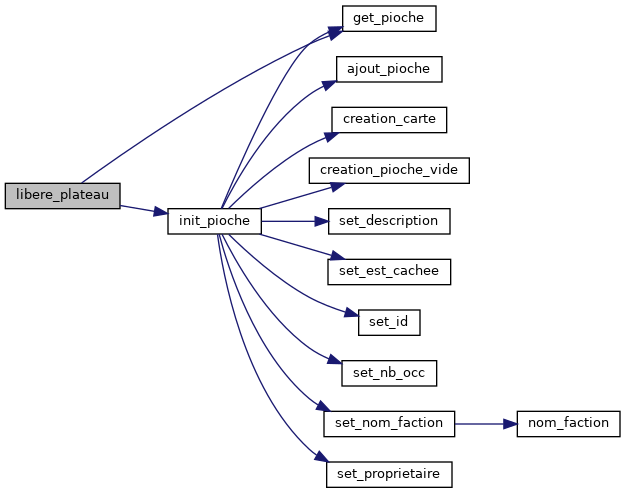 get_pioche
ajout_pioche
creation_carte
creation_pioche_vide
libere_plateau
init_pioche
set_description
set_est_cachee
set_id
set_nb_occ
set_nom_faction
nom_faction
set_proprietaire